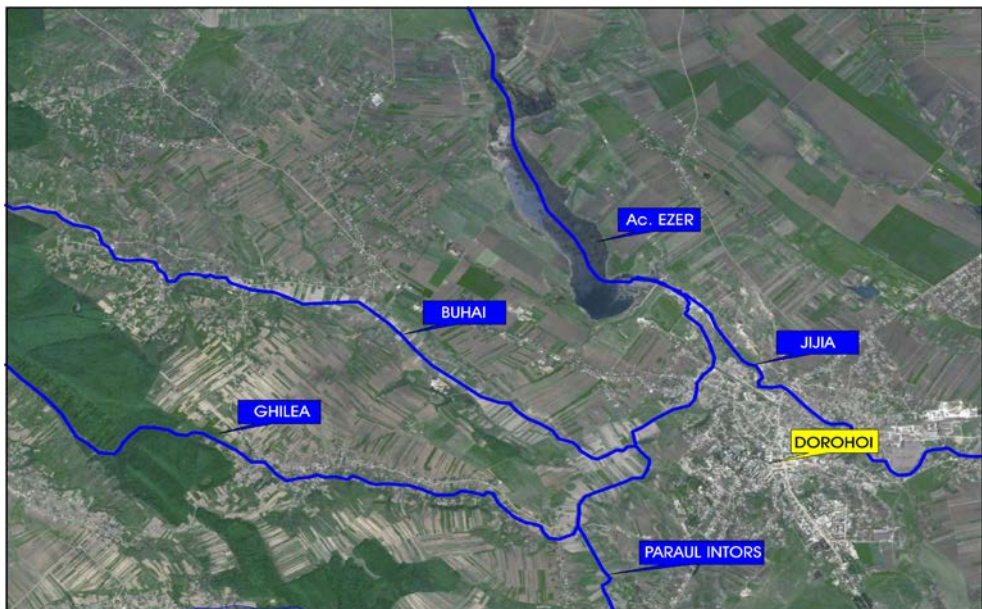 Ac. EZER
BUHAI
JIJIA
GHILEA
DOROHOI
PARAUL INTORS